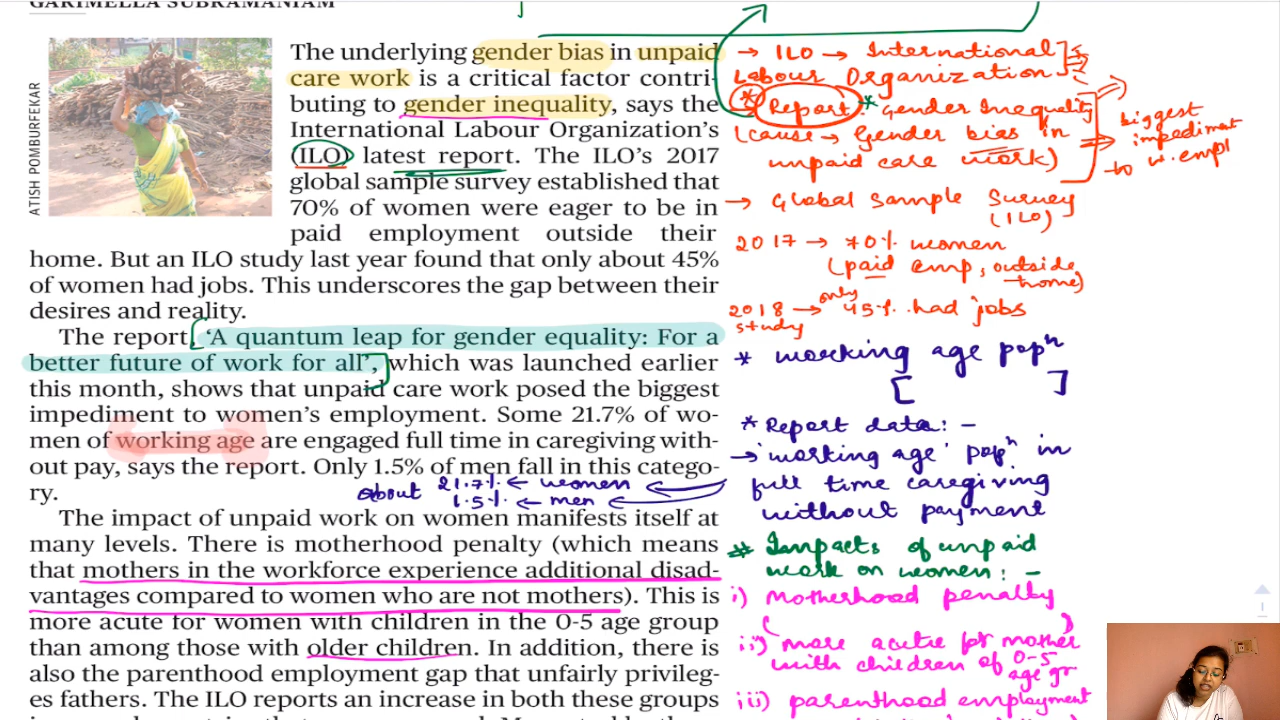 GARIMELLA SUBRAMANIAM
ATISH POMBURFEKAR
The underlying gender bias in unpaid
care work is a critical factor contri-
buting to gender inequality, says the
International Labour Organization's
(ILO) latest report. The ILO's 2017
global sample survey established that
70% of women were eager to be in
paid employment outside their
home. But an ILO study last year found that only about 45%
of women had jobs. This underscores the gap between their
desires and reality.
The report, 'A quantum leap for gender equality: For a
better future of work for all', which was launched earlier
this month, shows that unpaid care work posed the biggest
impediment to women's employment. Some 21.7% of wo-
men of working age are engaged full time in caregiving with-
out pay, says the report. Only 1.5% of men fall in this catego-
ry.
about 21.7% ← women
1.5% ← men
The impact of unpaid work on women manifests itself at
many levels. There is motherhood penalty (which means
that mothers in the workforce experience additional disad-
vantages compared to women who are not mothers). This is
more acute for women with children in the 0-5 age group
than among those with older children. In addition, there is
also the parenthood employment gap that unfairly privileg-
es fathers. The ILO reports an increase in both these groups
→ ILO → International
Labour Organization
* Report * Gender Inequality
(cause → Gender bias in
unpaid care work)
biggest
impediment
to w. empl
→ Global Sample Survey
(ILO)
2017 → 70% women
(paid emp, outside
home)
2018 → only 45% had jobs
study
* working age popn
[ ]
* Report data: -
→ 'working age' popn in
full time caregiving
without payment
* Impacts of unpaid
work on women: -
i) motherhood penalty
ii) (more acute for mother
with children of 0-5
age gr
iii) parenthood employment